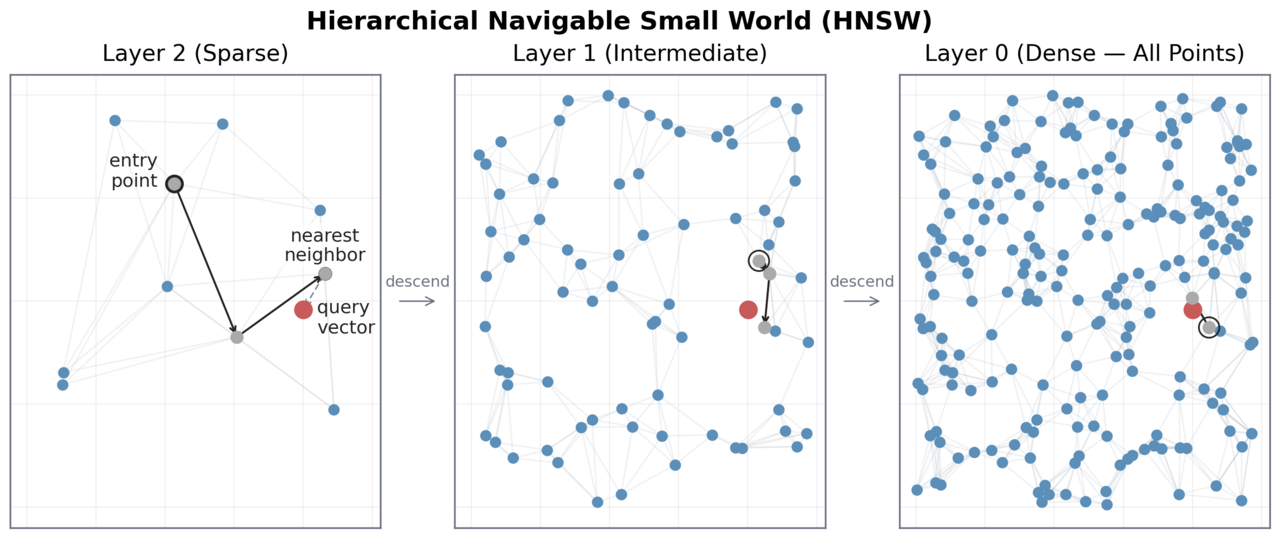 Hierarchical Navigable Small World (HNSW)
Layer 2 (Sparse)
entry
point
nearest
neighbor
query
vector
descend
Layer 1 (Intermediate)
descend
Layer 0 (Dense — All Points)